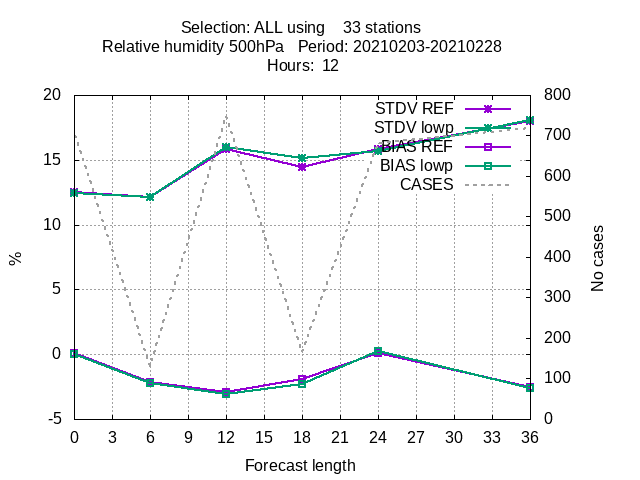 Selection: ALL using    33 stations
Relative humidity 500hPa   Period: 20210203-20210228
Hours:  12
20
15
10
5
0
-5
%
800
700
600
500
400
300
200
100
0
No cases
STDV REF
STDV lowp
BIAS REF
BIAS lowp
CASES
0 3 6 9 12 15 18 21 24 27 30 33 36
Forecast length